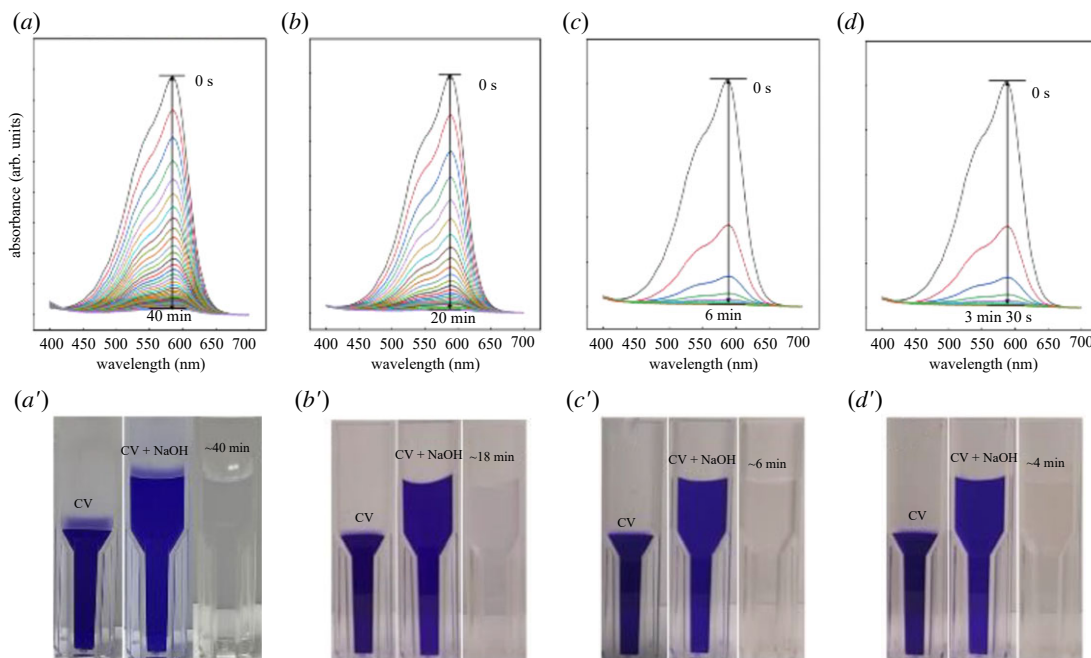 (a) (b) (c) (d)
0 s 0 s 0 s 0 s
absorbance (arb. units)
40 min 20 min 6 min 3 min 30 s
400 450 500 550 600 650 700 400 450 500 550 600 650 700 400 450 500 550 600 650 700 400 450 500 550 600 650 700
wavelength (nm) wavelength (nm) wavelength (nm) wavelength (nm)
(a′) (b′) (c′) (d′)
CV + NaOH ~40 min CV + NaOH ~18 min CV + NaOH ~6 min CV + NaOH ~4 min
CV CV CV CV